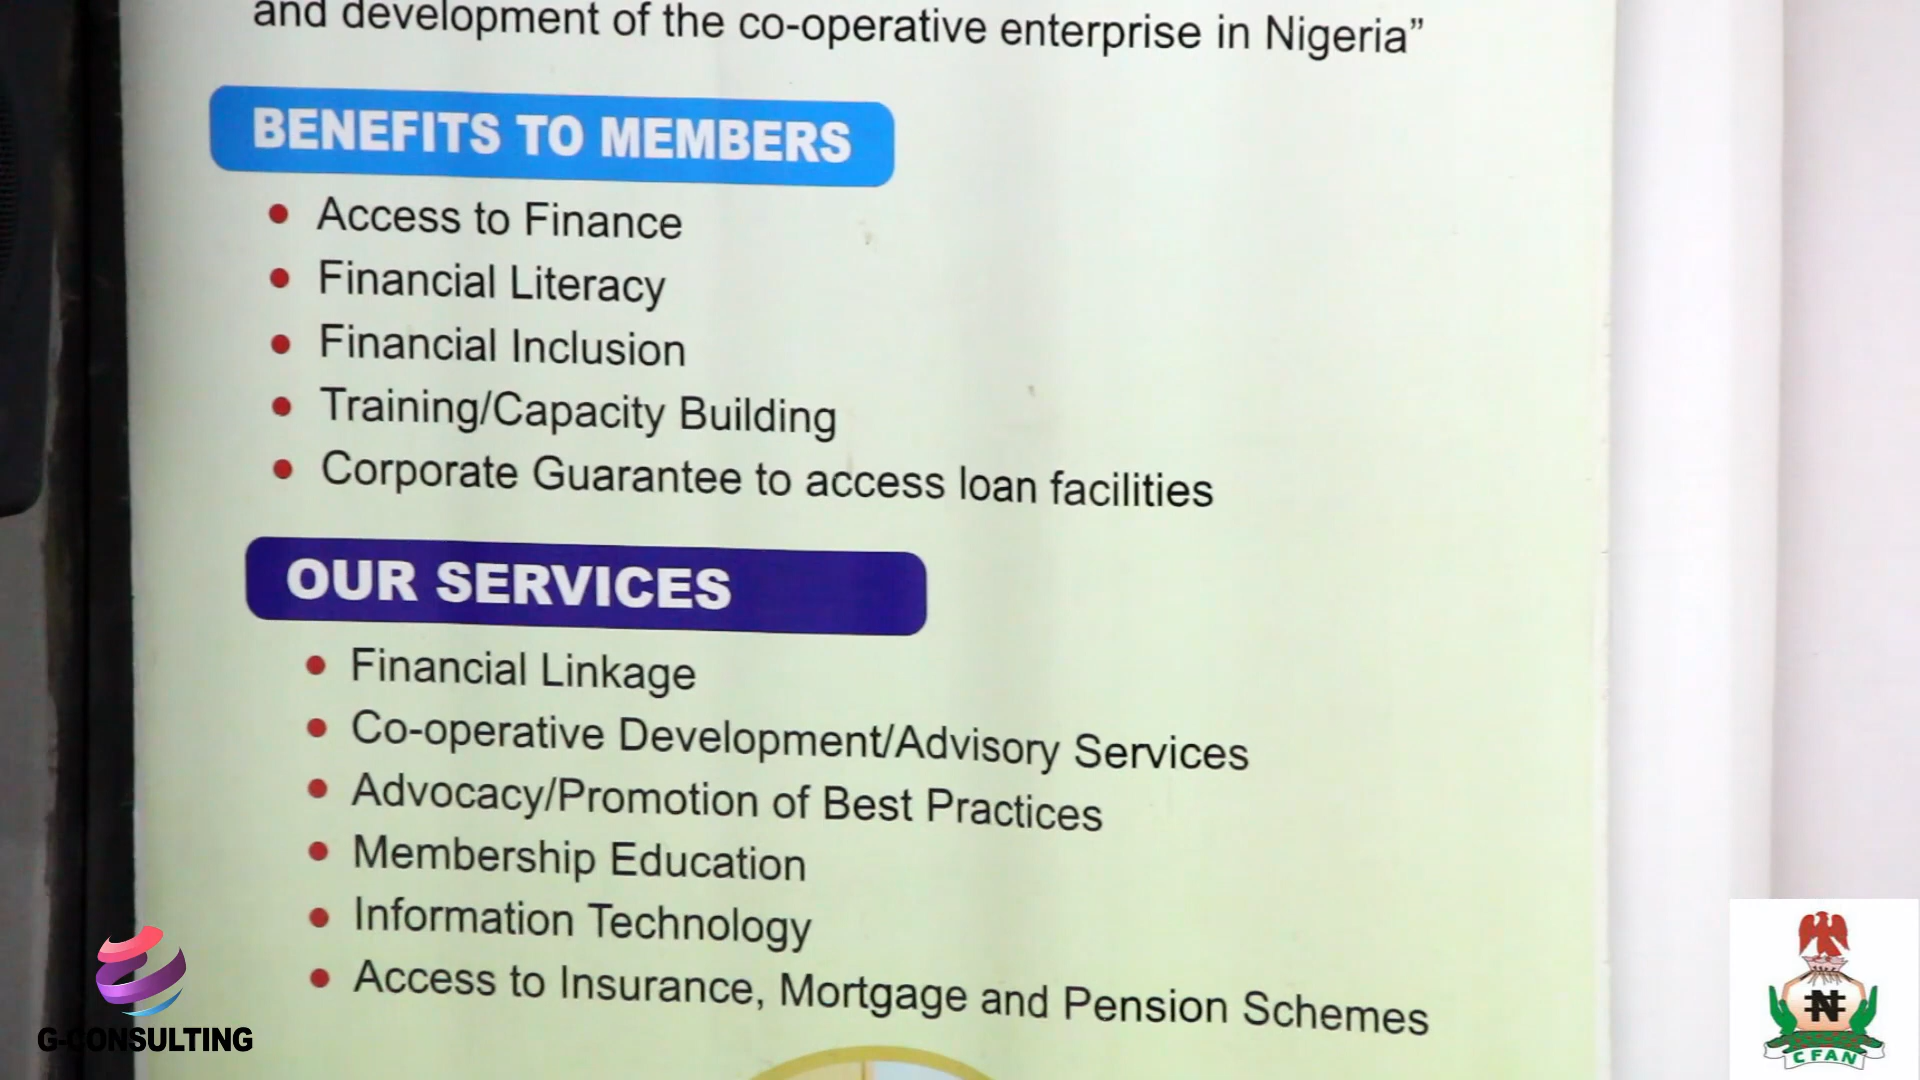 and development of the co-operative enterprise in Nigeria”
BENEFITS TO MEMBERS
Access to Finance
Financial Literacy
Financial Inclusion
Training/Capacity Building
Corporate Guarantee to access loan facilities
OUR SERVICES
Financial Linkage
Co-operative Development/Advisory Services
Advocacy/Promotion of Best Practices
Membership Education
Information Technology
Access to Insurance, Mortgage and Pension Schemes
G-CONSULTING
₦
CFAN